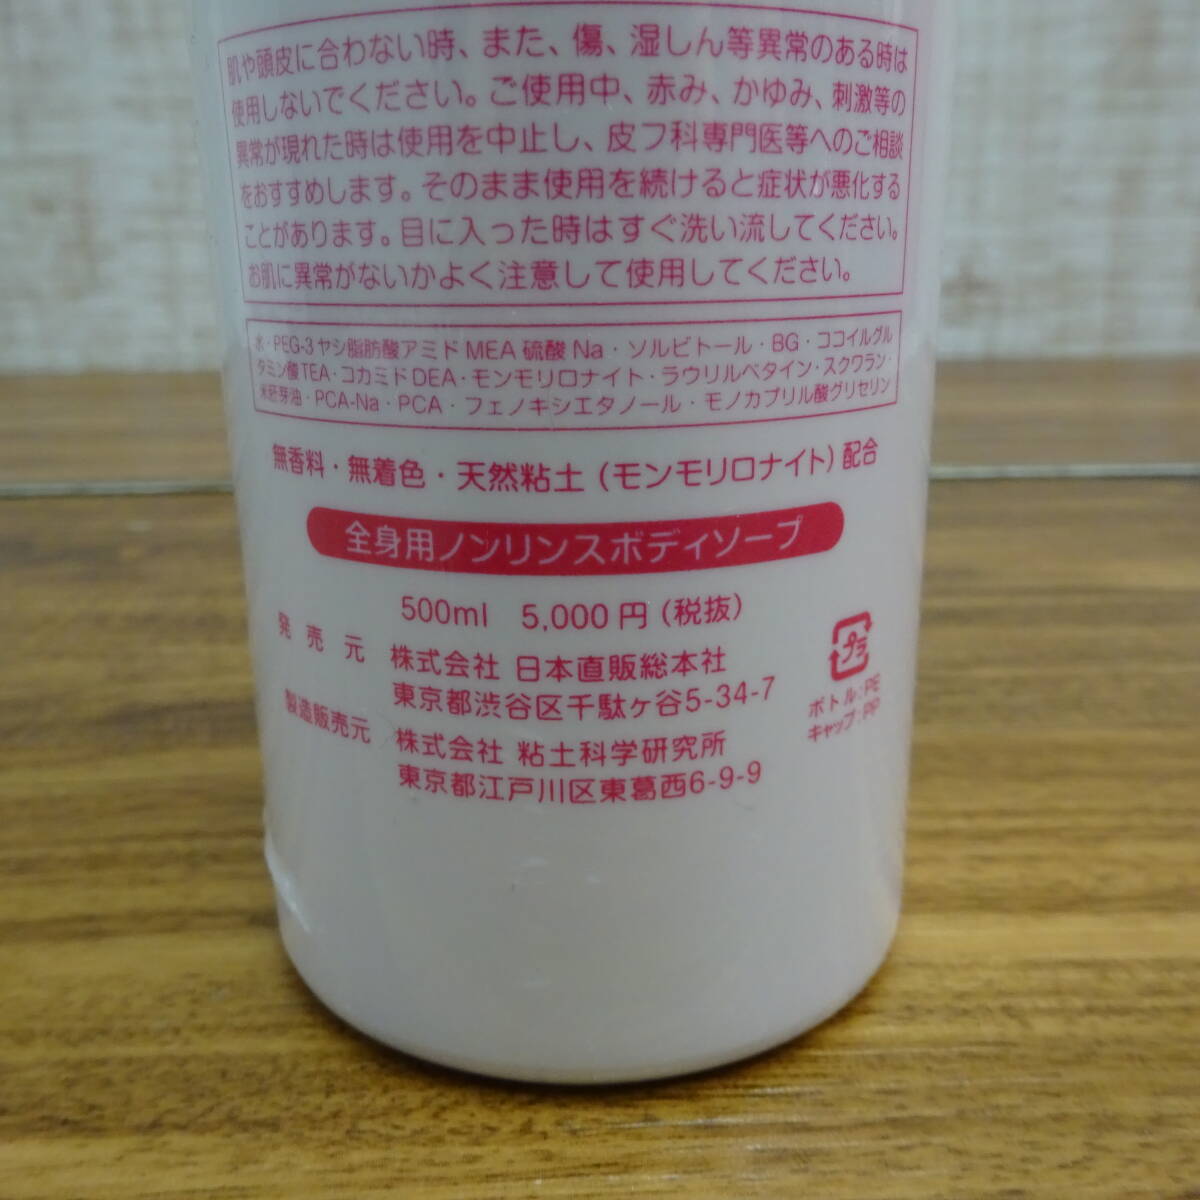 肌や頭皮に合わない時、また、傷、湿しん等異常のある時は
使用しないでください。ご使用中、赤み、かゆみ、刺激等の
異常が現れた時は使用を中止し、皮フ科専門医等へのご相談
をおすすめします。そのまま使用を続けると症状が悪化する
ことがあります。目に入った時はすぐ洗い流してください。
お肌に異常がないかよく注意して使用してください。
水・PEG-3ヤシ脂肪酸アミドMEA硫酸Na・ソルビトール・BG・ココイルグル
タミン酸TEA・コカミドDEA・モンモリロナイト・ラウリルベタイン・スクワラン・
米胚芽油・PCA-Na・PCA・フェノキシエタノール・モノカプリル酸グリセリン
無香料・無着色・天然粘土（モンモリロナイト）配合
全身用ノンリンスボディソープ
500ml 5,000円（税抜）
発売元 株式会社 日本直販総本社
東京都渋谷区千駄ヶ谷5-34-7
製造販売元 株式会社 粘土科学研究所
東京都江戸川区東葛西6-9-9
プラ
ボトル:PE
キャップ:PP